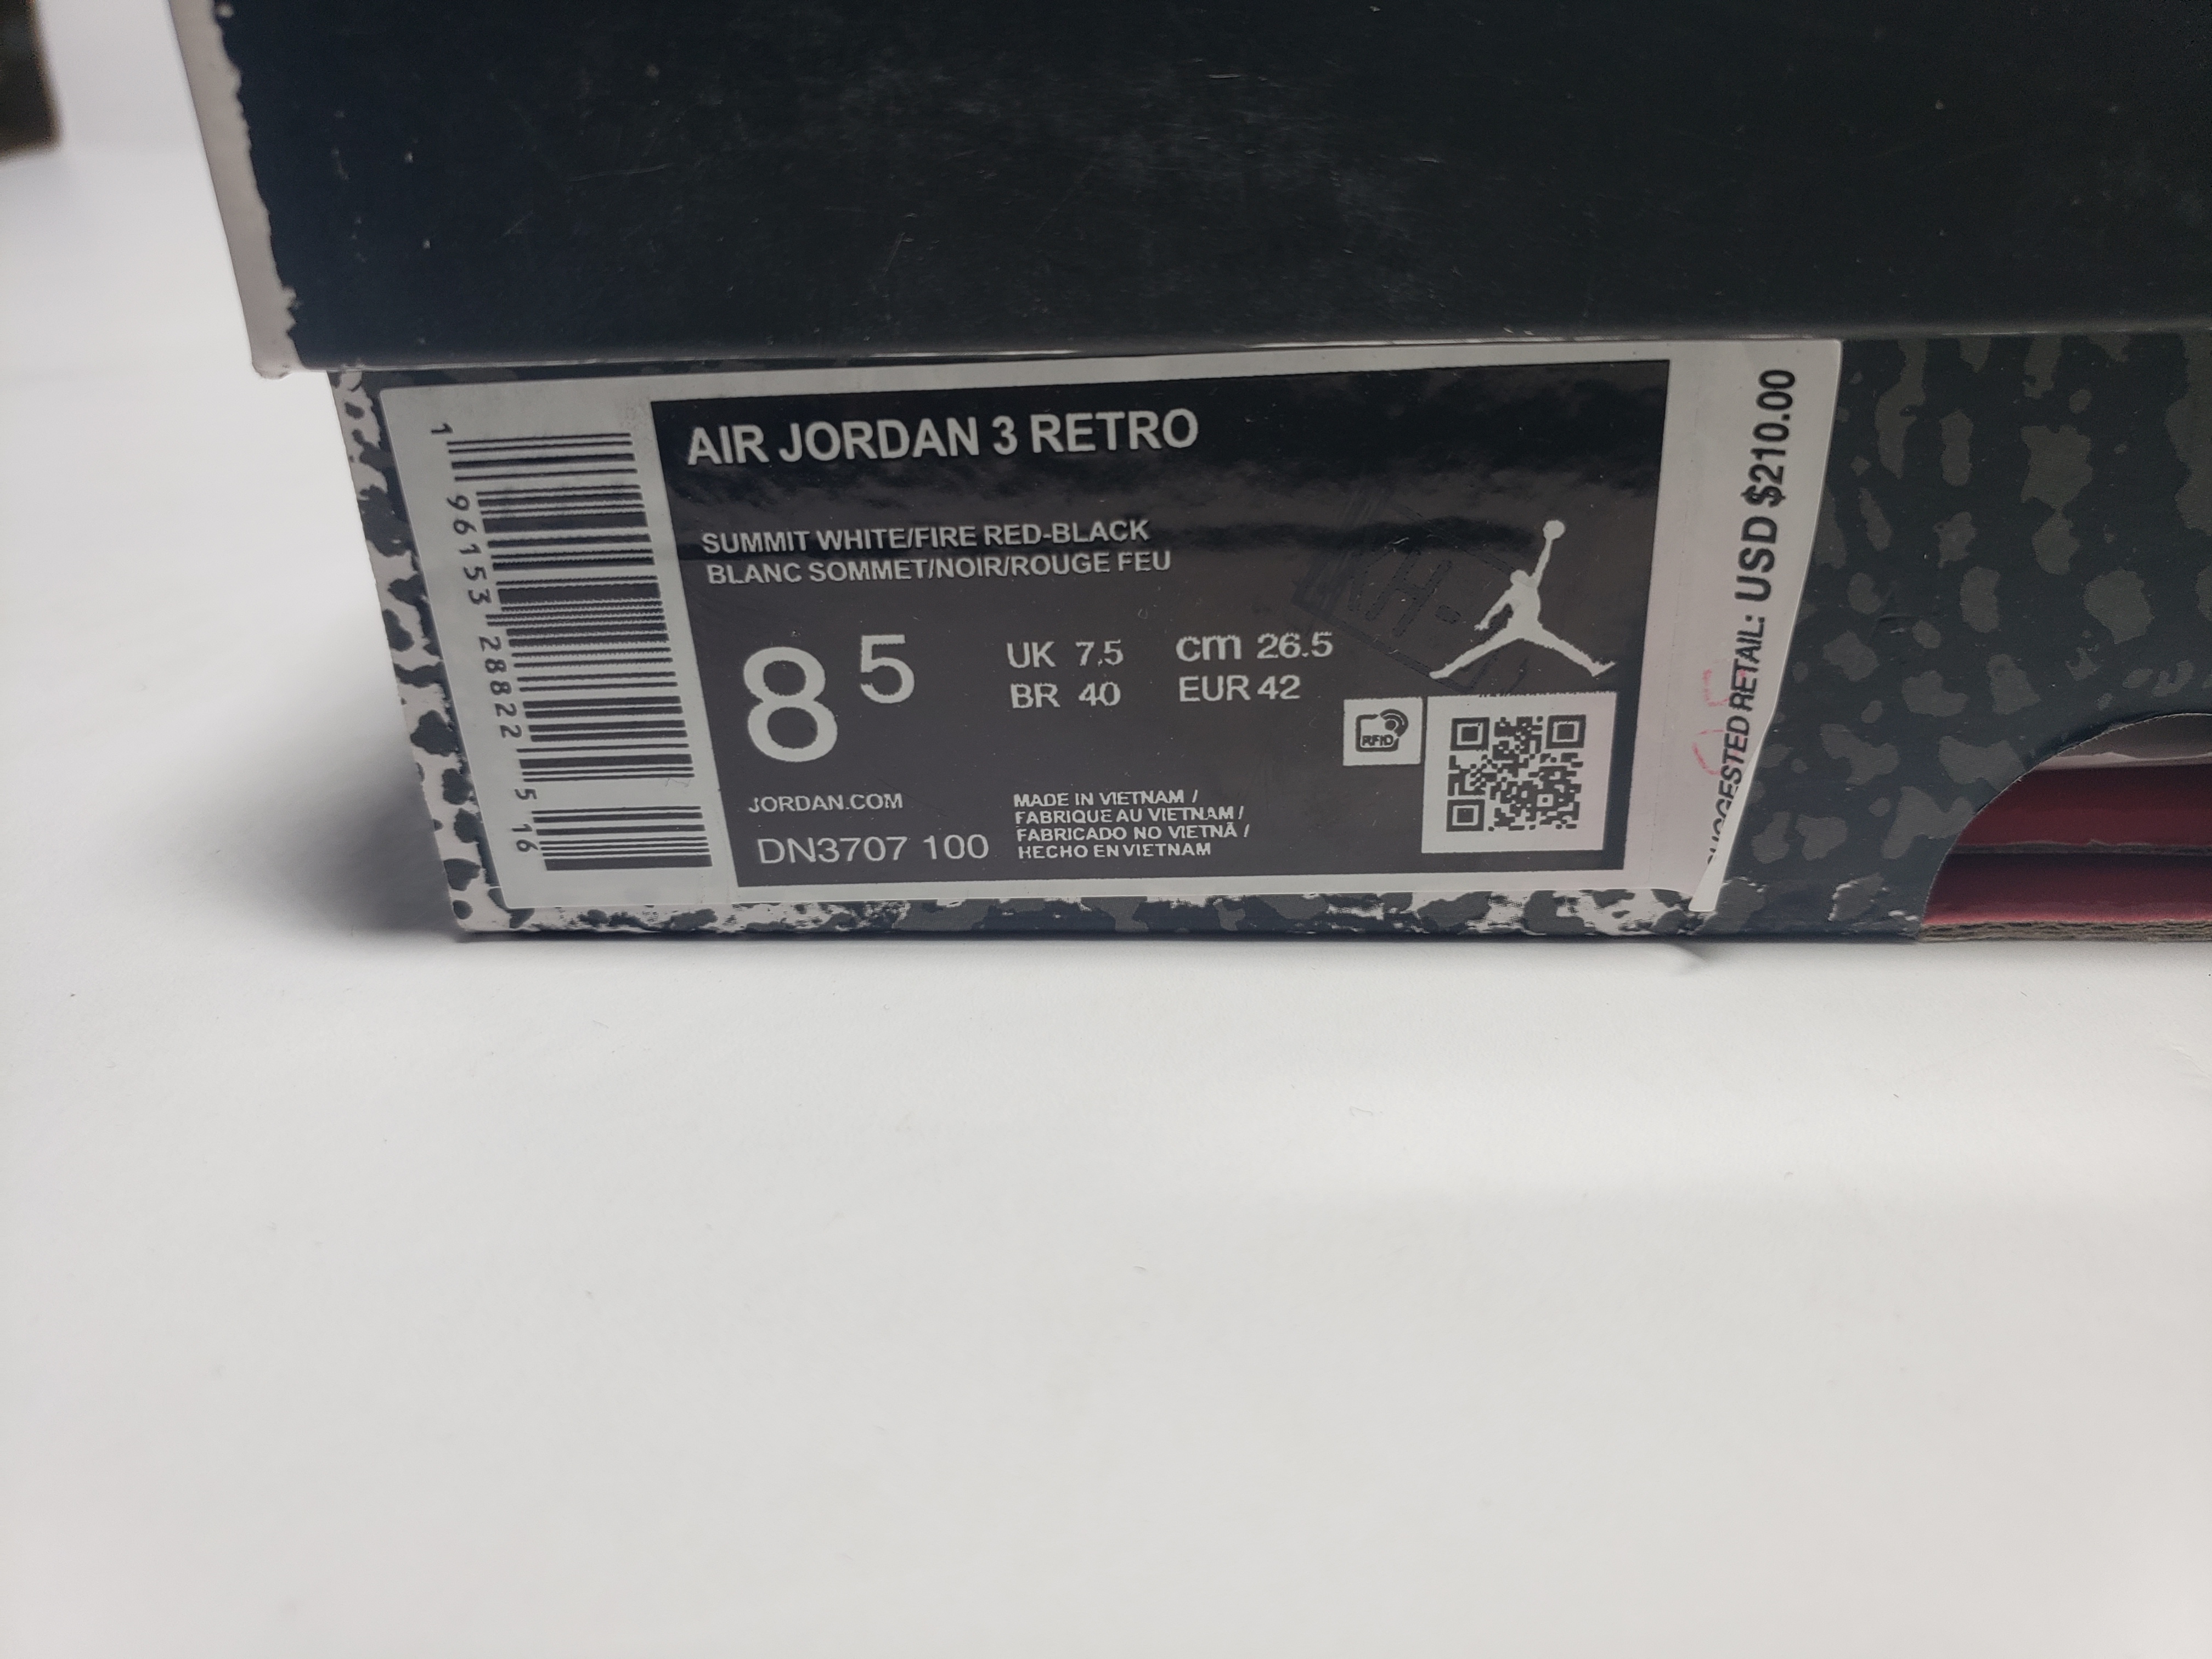 AIR JORDAN 3 RETRO
SUMMIT WHITE/FIRE RED-BLACK
BLANC SOMMET/NOIR/ROUGE FEU
8 5
UK 7.5
BR 40
cm 26.5
EUR 42
RFID
JORDAN.COM
DN3707 100
MADE IN VIETNAM /
FABRIQUE AU VIETNAM /
FABRICADO NO VIETNÃ /
HECHO EN VIETNAM
1 96153 28822 5 16
SUGGESTED RETAIL: USD $210.00